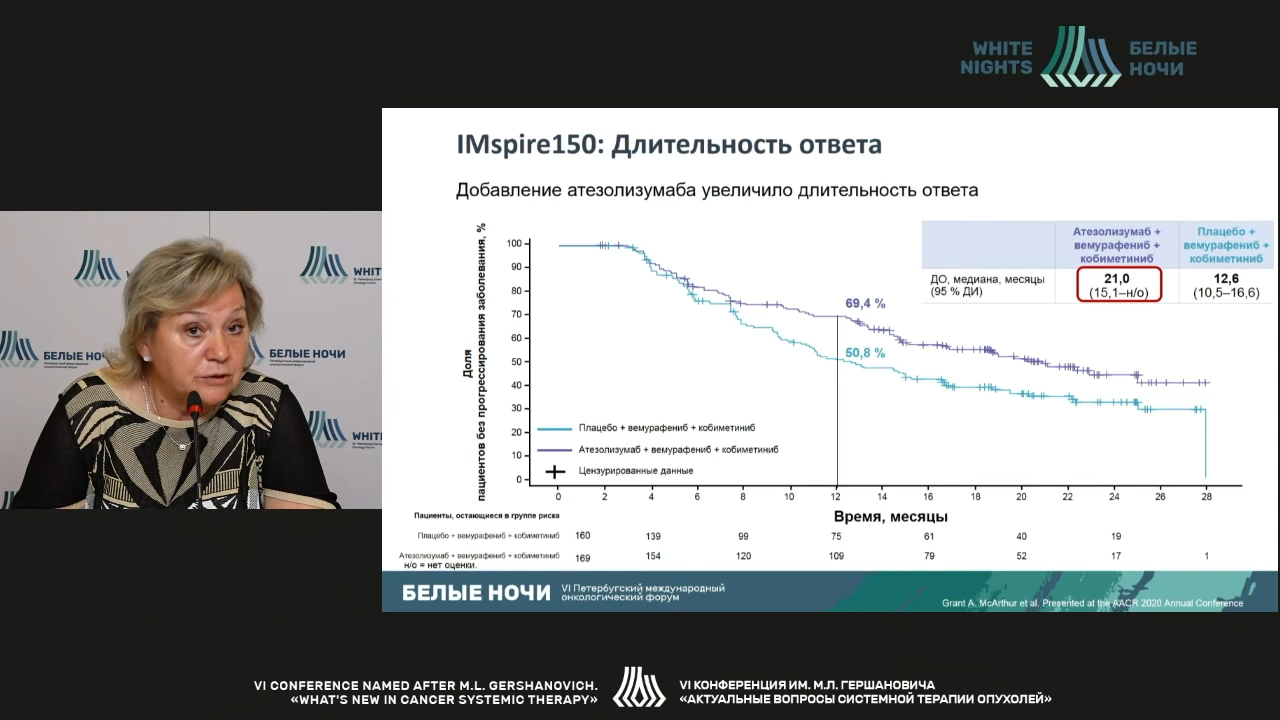 WHITE
NIGHTS
БЕЛЫЕ
НОЧИ
IMspire150: Длительность ответа
Добавление атезолизумаба увеличило длительность ответа
Атезолизумаб +
вемурафениб +
кобиметиниб
Плацебо +
вемурафениб +
кобиметиниб
ДО, медиана, месяцы
(95 % ДИ)
21,0
(15,1–н/о)
12,6
(10,5–16,6)
Доля
пациентов без прогрессирования заболевания, %
100
90
80
70
60
50
40
30
20
10
0
69,4 %
50,8 %
Плацебо + вемурафениб + кобиметиниб
Атезолизумаб + вемурафениб + кобиметиниб
Цензурированные данные
0 2 4 6 8 10 12 14 16 18 20 22 24 26 28
Время, месяцы
Пациенты, остающиеся в группе риска
Плацебо + вемурафениб + кобиметиниб 160 139 99 75 61 40 19
Атезолизумаб + вемурафениб + кобиметиниб 169 154 120 109 79 52 17 1
н/о = нет оценки.
БЕЛЫЕ НОЧИ
VI Петербургский международный
онкологический форум
Grant A. McArthur et al. Presented at the AACR 2020 Annual Conference
WHITE
БЕЛЫЕ НО
БЕЛЫЕ НОЧИ
WHITE
VI CONFERENCE NAMED AFTER M.L. GERSHANOVICH.
«WHAT'S NEW IN CANCER SYSTEMIC THERAPY»
VI КОНФЕРЕНЦИЯ ИМ. М.Л. ГЕРШАНОВИЧА
«АКТУАЛЬНЫЕ ВОПРОСЫ СИСТЕМНОЙ ТЕРАПИИ ОПУХОЛЕЙ»